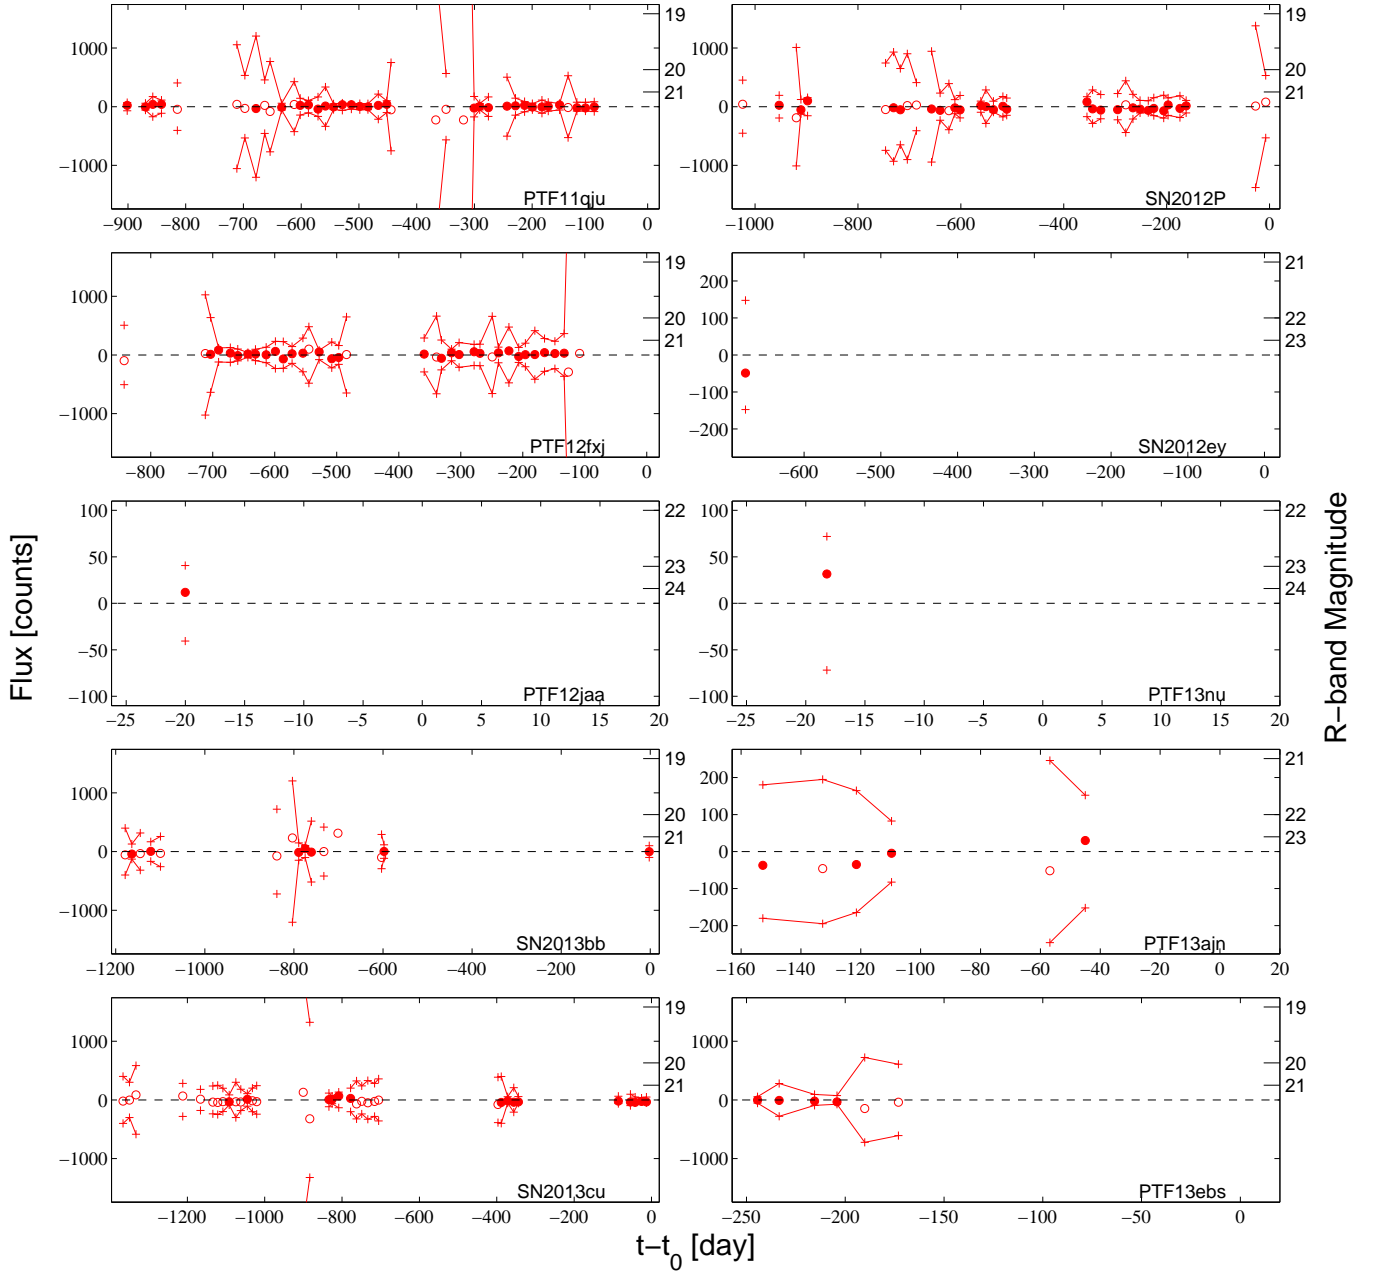 1000
0
−1000
19
20
21
PTF11qju
−900 −800 −700 −600 −500 −400 −300 −200 −100 0
1000
0
−1000
19
20
21
SN2012P
−1000 −800 −600 −400 −200 0
1000
0
−1000
19
20
21
PTF12fxj
−800 −700 −600 −500 −400 −300 −200 −100 0
200
100
0
−100
−200
21
22
23
SN2012ey
−600 −500 −400 −300 −200 −100 0
100
50
0
−50
−100
22
23
24
PTF12jaa
−25 −20 −15 −10 −5 0 5 10 15 20
100
50
0
−50
−100
22
23
24
PTF13nu
−25 −20 −15 −10 −5 0 5 10 15 20
Flux [counts]
R−band Magnitude
1000
0
−1000
19
20
21
SN2013bb
−1200 −1000 −800 −600 −400 −200 0
200
100
0
−100
−200
21
22
23
PTF13ajn
−160 −140 −120 −100 −80 −60 −40 −20 0 20
1000
0
−1000
19
20
21
SN2013cu
−1200 −1000 −800 −600 −400 −200 0
1000
0
−1000
19
20
21
PTF13ebs
−250 −200 −150 −100 −50 0
t−t0 [day]